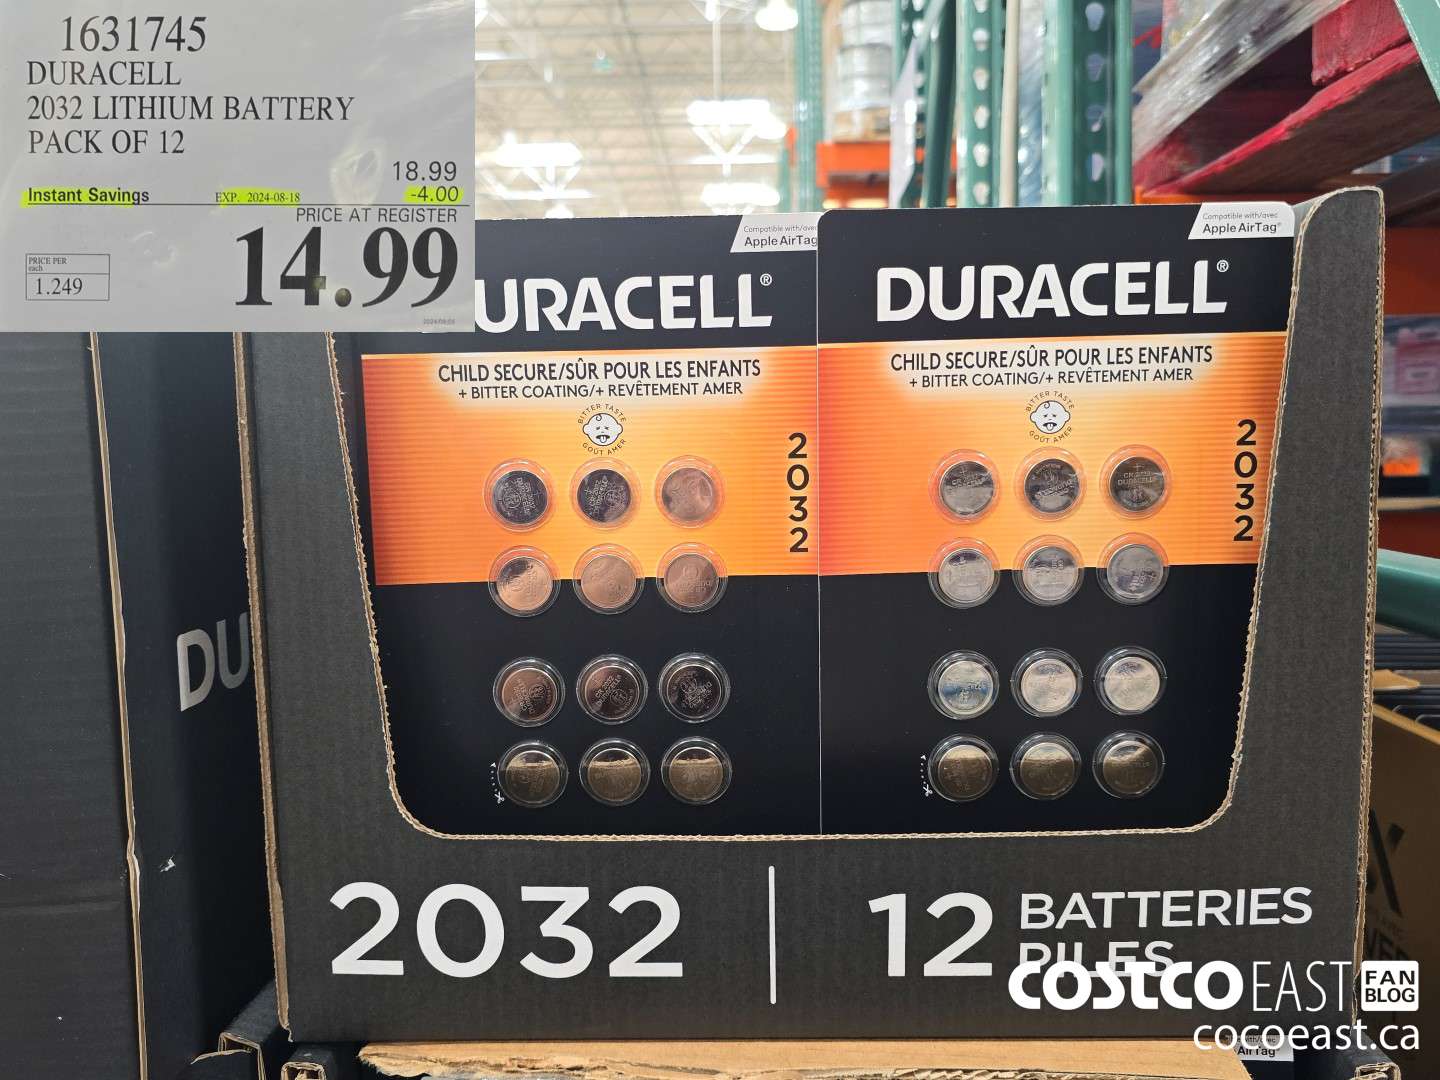 1631745
DURACELL
2032 LITHIUM BATTERY
PACK OF 12
18.99
Instant Savings EXP. 2024-08-18 -4.00
PRICE AT REGISTER
14.99
PRICE PER
each
1.249
Compatible with/avec
Apple AirTag
URACELL®
CHILD SECURE/SÛR POUR LES ENFANTS
+ BITTER COATING/+ REVÊTEMENT AMER
BITTER TASTE
GOÛT AMER
2032
Compatible with/avec
Apple AirTag®
DURACELL®
CHILD SECURE/SÛR POUR LES ENFANTS
+ BITTER COATING/+ REVÊTEMENT AMER
BITTER TASTE
GOÛT AMER
2032
DU
2032 | 12 BATTERIES
PILES
COSTCO EAST FAN
BLOG
cocoeast.ca
AirTag